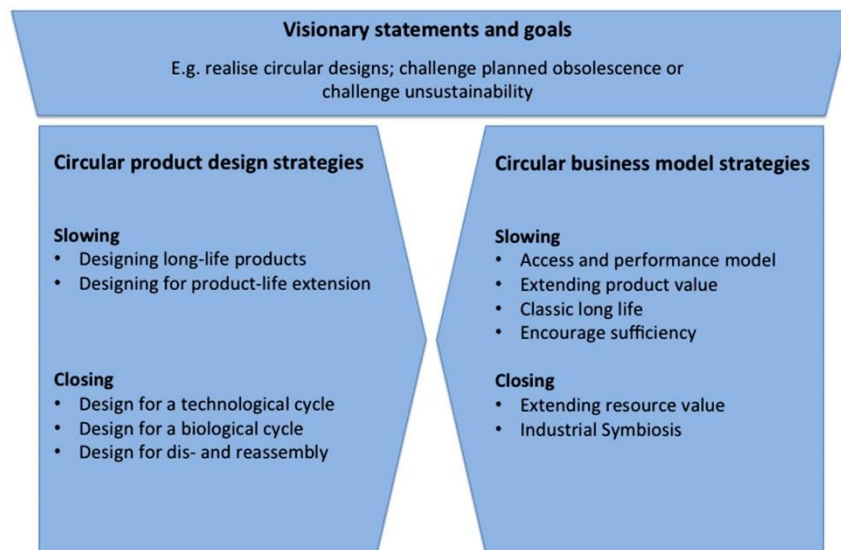 Visionary statements and goals
E.g. realise circular designs; challenge planned obsolescence or
challenge unsustainability
Circular product design strategies
Slowing
• Designing long-life products
• Designing for product-life extension
Closing
• Design for a technological cycle
• Design for a biological cycle
• Design for dis- and reassembly
Circular business model strategies
Slowing
• Access and performance model
• Extending product value
• Classic long life
• Encourage sufficiency
Closing
• Extending resource value
• Industrial Symbiosis